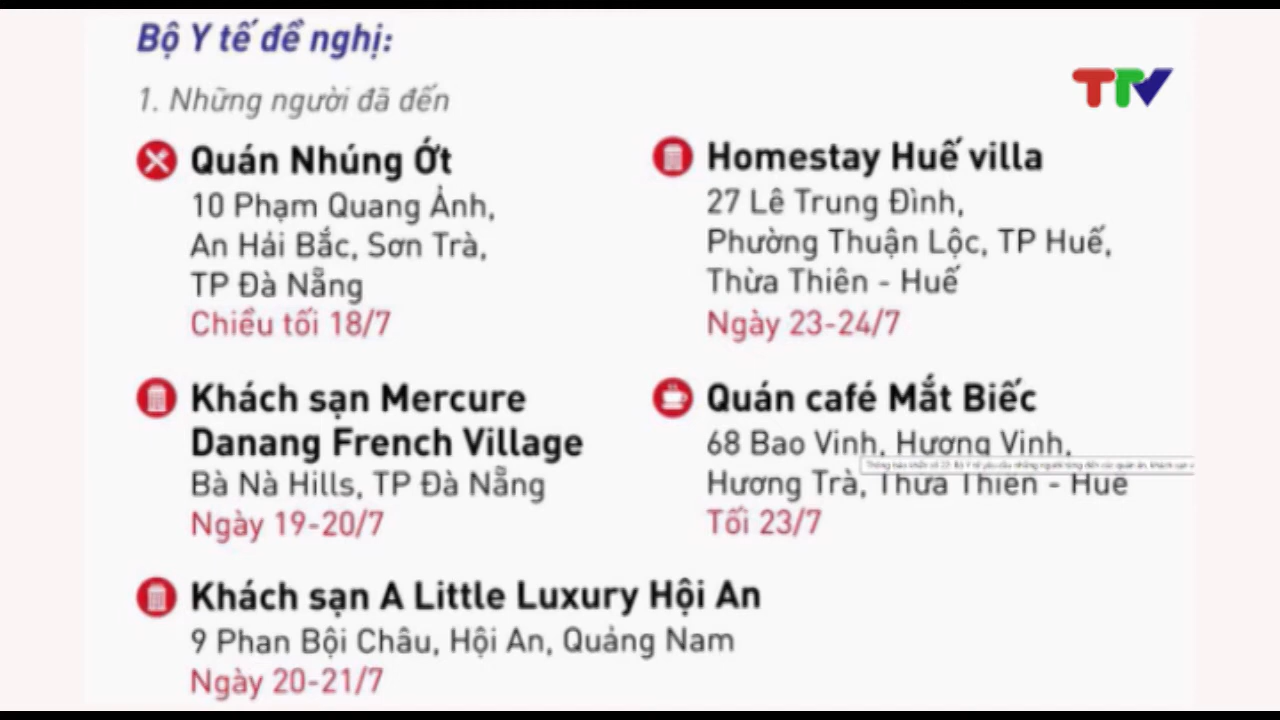 Bộ Y tế đề nghị:
TTV
1. Những người đã đến
Quán Nhúng Ớt
10 Phạm Quang Ảnh,
An Hải Bắc, Sơn Trà,
TP Đà Nẵng
Chiều tối 18/7
Homestay Huế villa
27 Lê Trung Đình,
Phường Thuận Lộc, TP Huế,
Thừa Thiên - Huế
Ngày 23-24/7
Khách sạn Mercure
Danang French Village
Bà Nà Hills, TP Đà Nẵng
Ngày 19-20/7
Quán café Mắt Biếc
68 Bao Vinh, Hương Vinh,
Hương Trà, Thừa Thiên - Huế
Tối 23/7
Khách sạn A Little Luxury Hội An
9 Phan Bội Châu, Hội An, Quảng Nam
Ngày 20-21/7